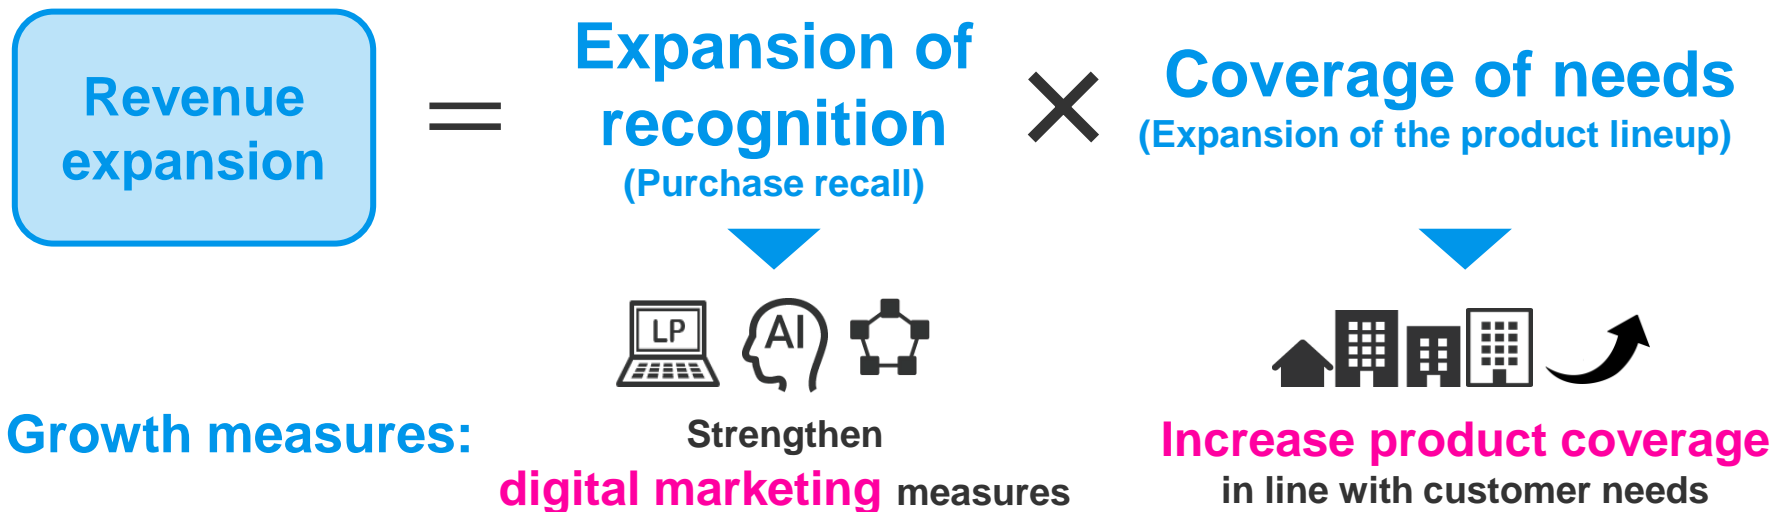 Revenue
expansion
=
Expansion of
recognition
(Purchase recall)
×
Coverage of needs
(Expansion of the product lineup)
LP
AI
Growth measures:
Strengthen
digital marketing measures
Increase product coverage
in line with customer needs